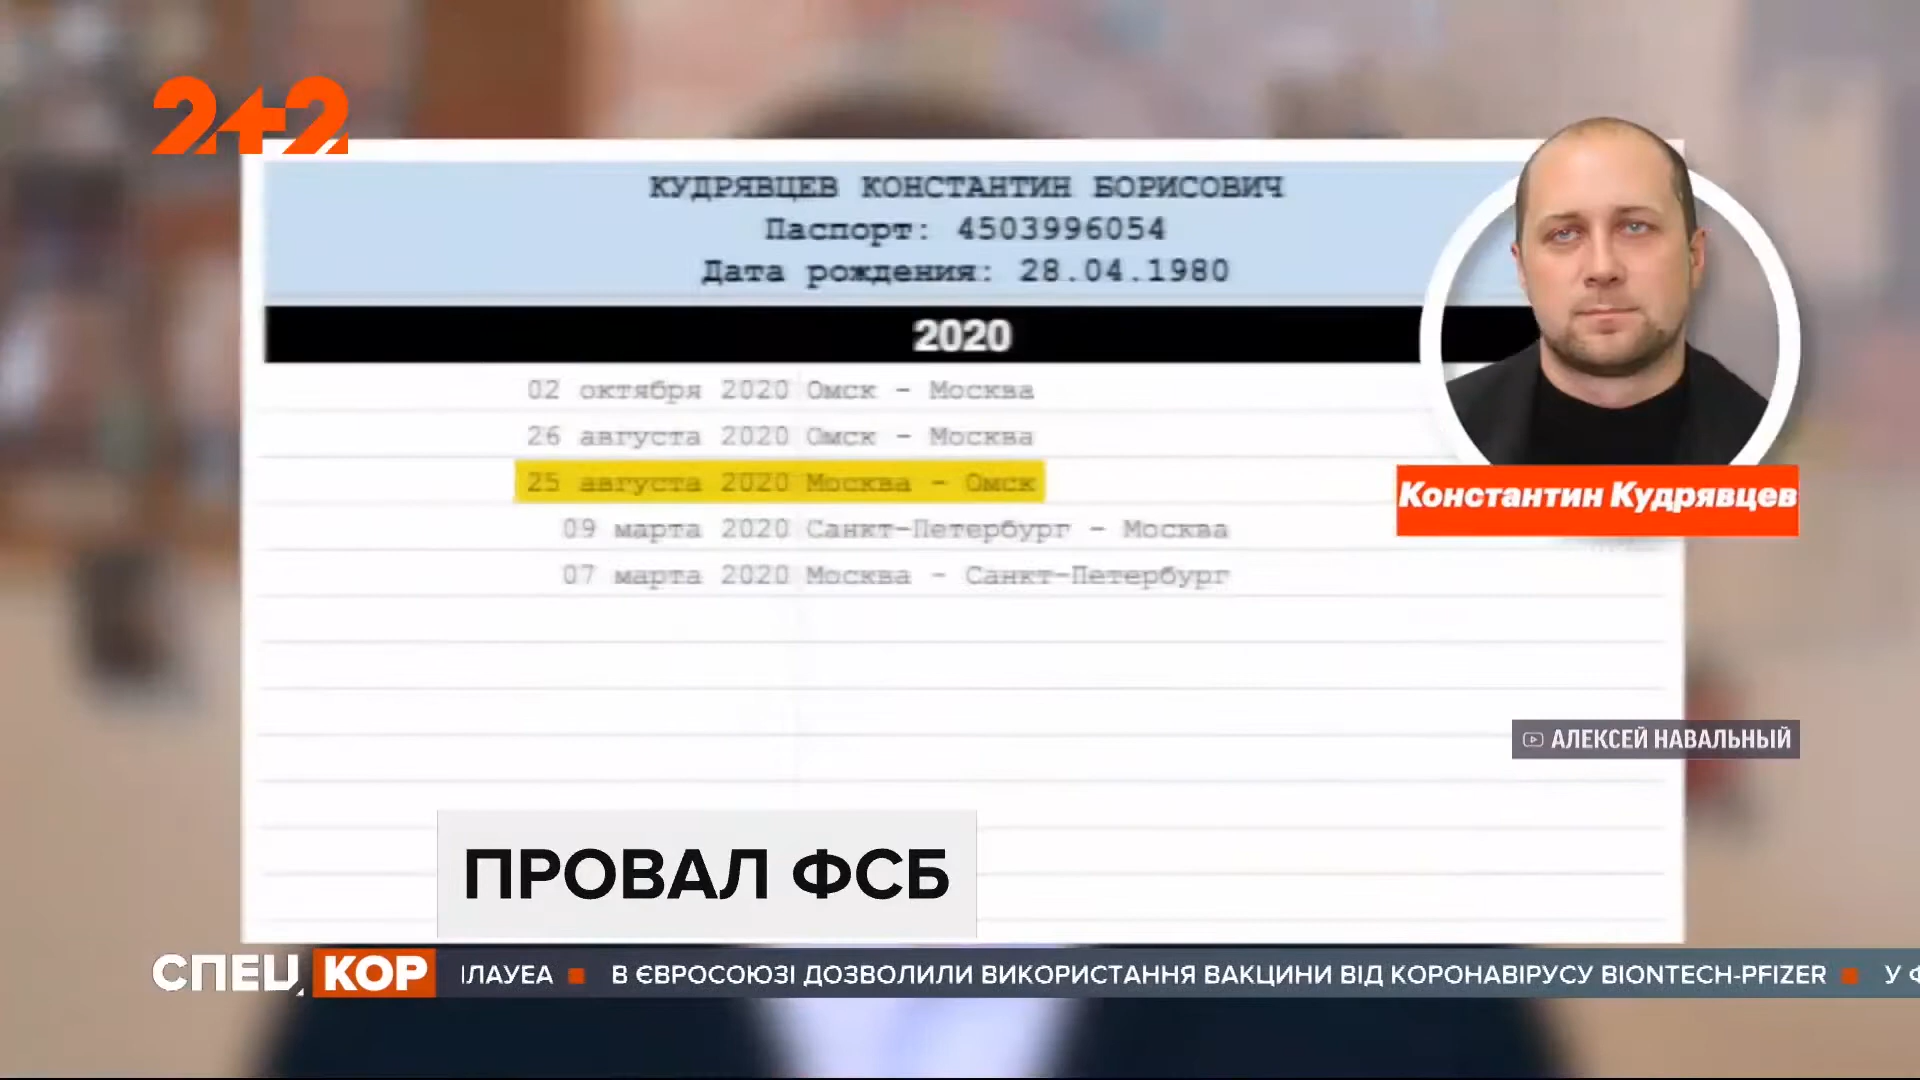 2+2
КУДРЯВЦЕВ КОНСТАНТИН БОРИСОВИЧ
Паспорт: 4503996054
Дата рождения: 28.04.1980
2020
02 октября 2020 Омск - Москва
26 августа 2020 Омск - Москва
25 августа 2020 Москва - Омск
09 марта 2020 Санкт-Петербург - Москва
07 марта 2020 Москва - Санкт-Петербург
Константин Кудрявцев
АЛЕКСЕЙ НАВАЛЬНЫЙ
ПРОВАЛ ФСБ
СПЕЦКОР
ІЛАУЕА ▪ В ЄВРОСОЮЗІ ДОЗВОЛИЛИ ВИКОРИСТАННЯ ВАКЦИНИ ВІД КОРОНАВІРУСУ BIONTECH-PFIZER ▪ У Ф